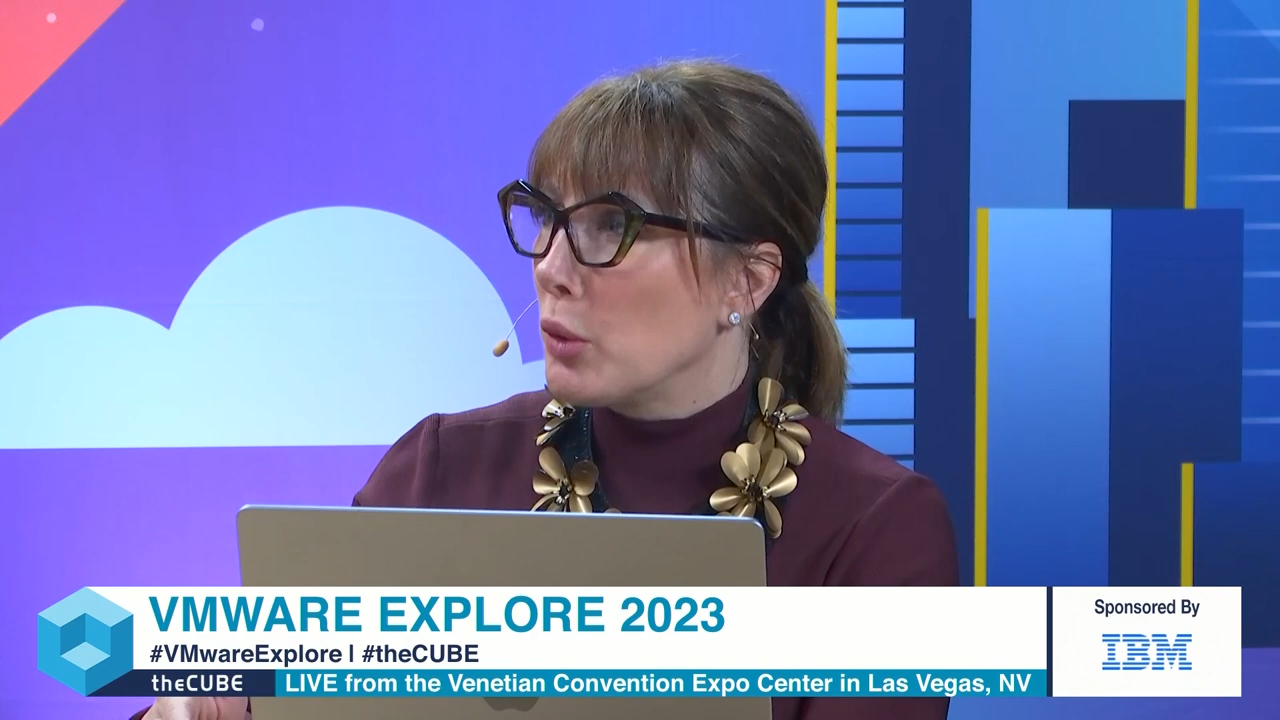 VMWARE EXPLORE 2023
#VMwareExplore | #theCUBE
theCUBE
LIVE from the Venetian Convention Expo Center in Las Vegas, NV
Sponsored By
IBM